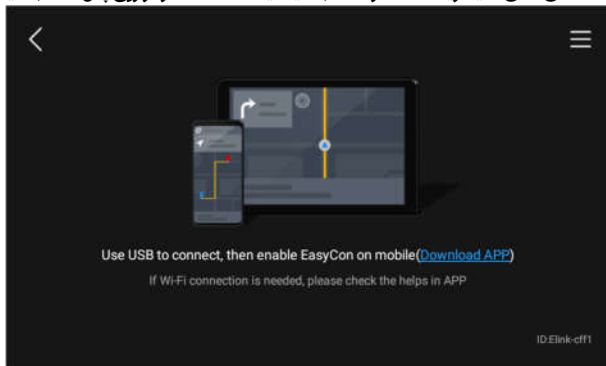 Use USB to connect, then enable EasyCon on mobile(Download APP)
If Wi-Fi connection is needed, please check the helps in APP
ID:Elink-cff1